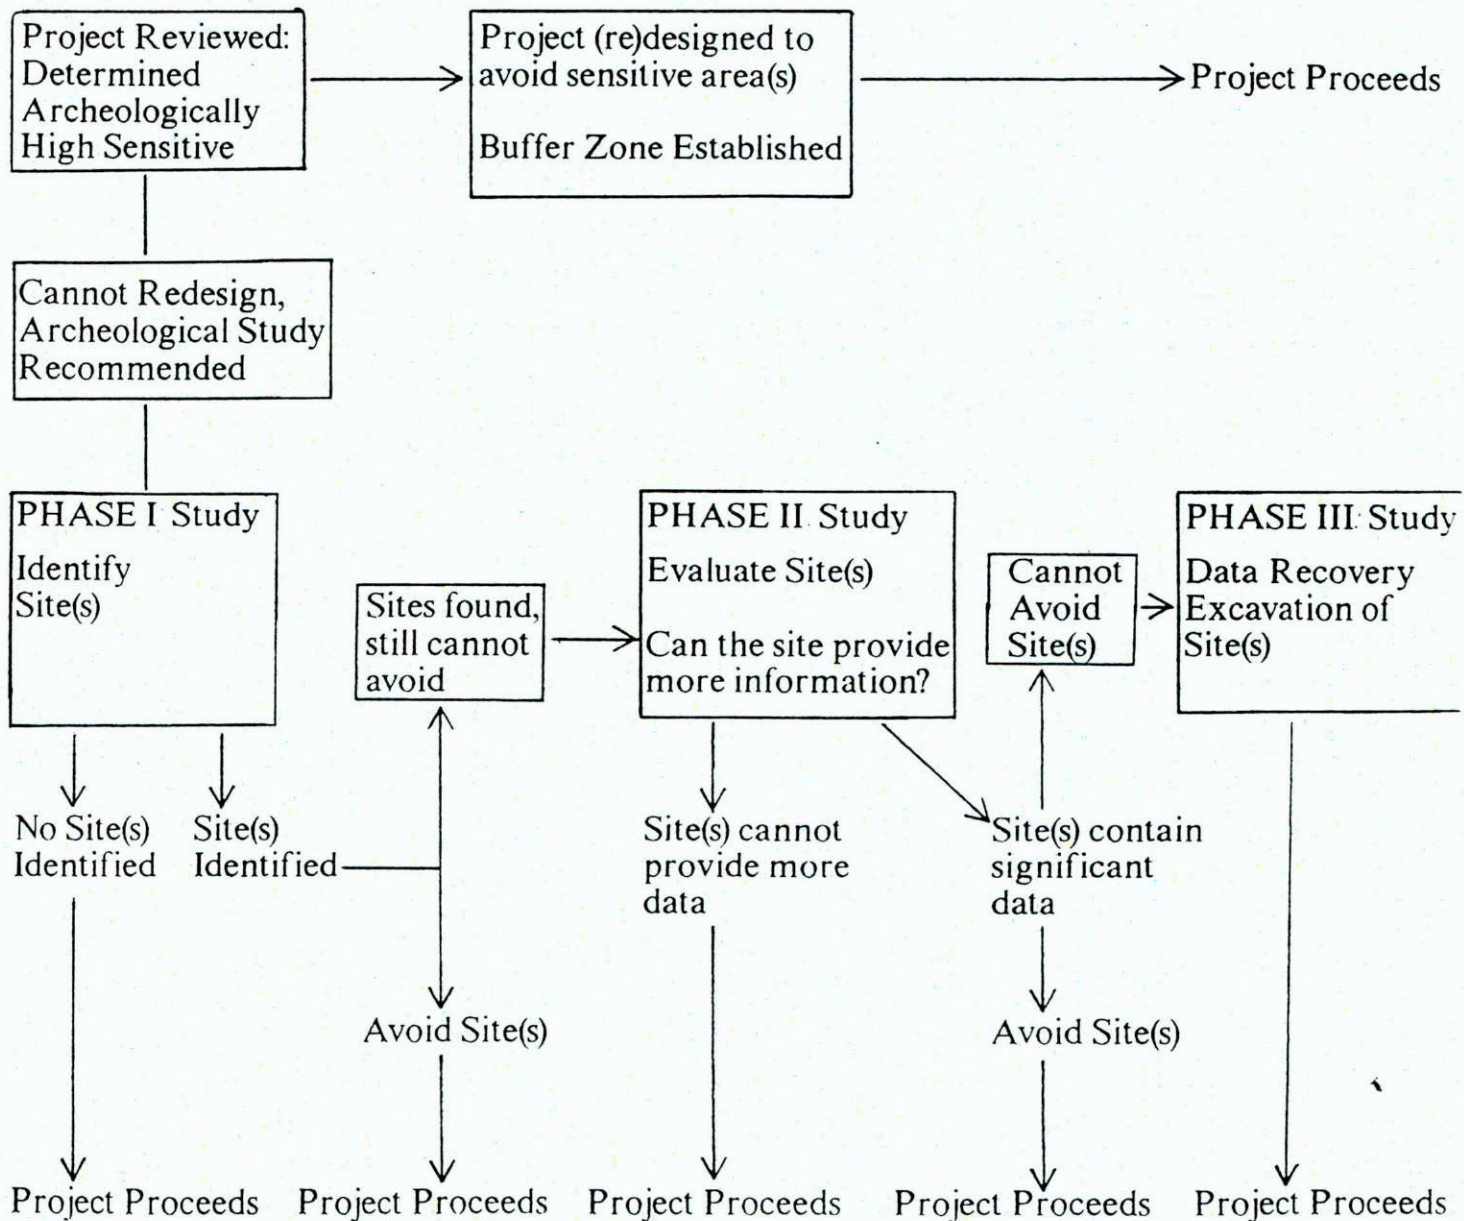 Project Reviewed:
Determined
Archeologically
High Sensitive
Project (re)designed to
avoid sensitive area(s)
Buffer Zone Established
Project Proceeds
Cannot Redesign,
Archeological Study
Recommended
PHASE I Study
Identify
Site(s)
Sites found,
still cannot
avoid
PHASE II Study
Evaluate Site(s)
Can the site provide
more information?
Cannot
Avoid
Site(s)
PHASE III Study
Data Recovery
Excavation of
Site(s)
No Site(s)
Identified
Site(s)
Identified
Site(s) cannot
provide more
data
Site(s) contain
significant
data
Avoid Site(s)
Avoid Site(s)
Project Proceeds
Project Proceeds
Project Proceeds
Project Proceeds
Project Proceeds